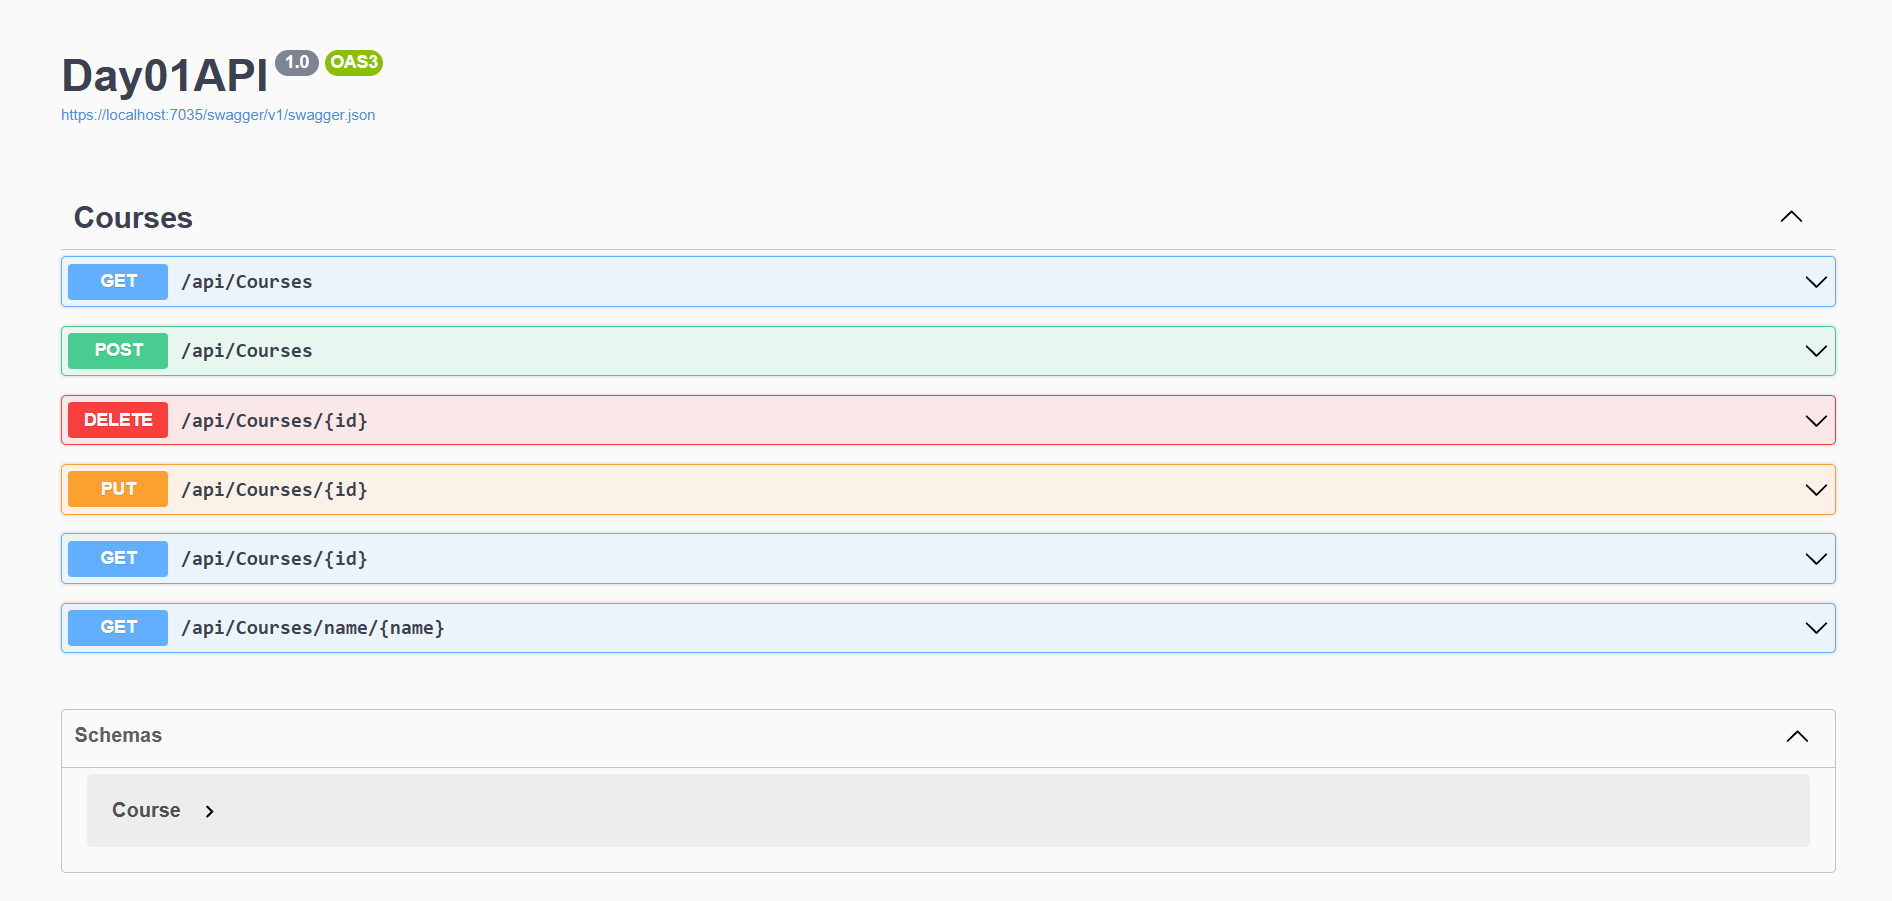 Day01API 1.0 OAS3
https://localhost:7035/swagger/v1/swagger.json
Courses
GET /api/Courses
POST /api/Courses
DELETE /api/Courses/{id}
PUT /api/Courses/{id}
GET /api/Courses/{id}
GET /api/Courses/name/{name}
Schemas
Course